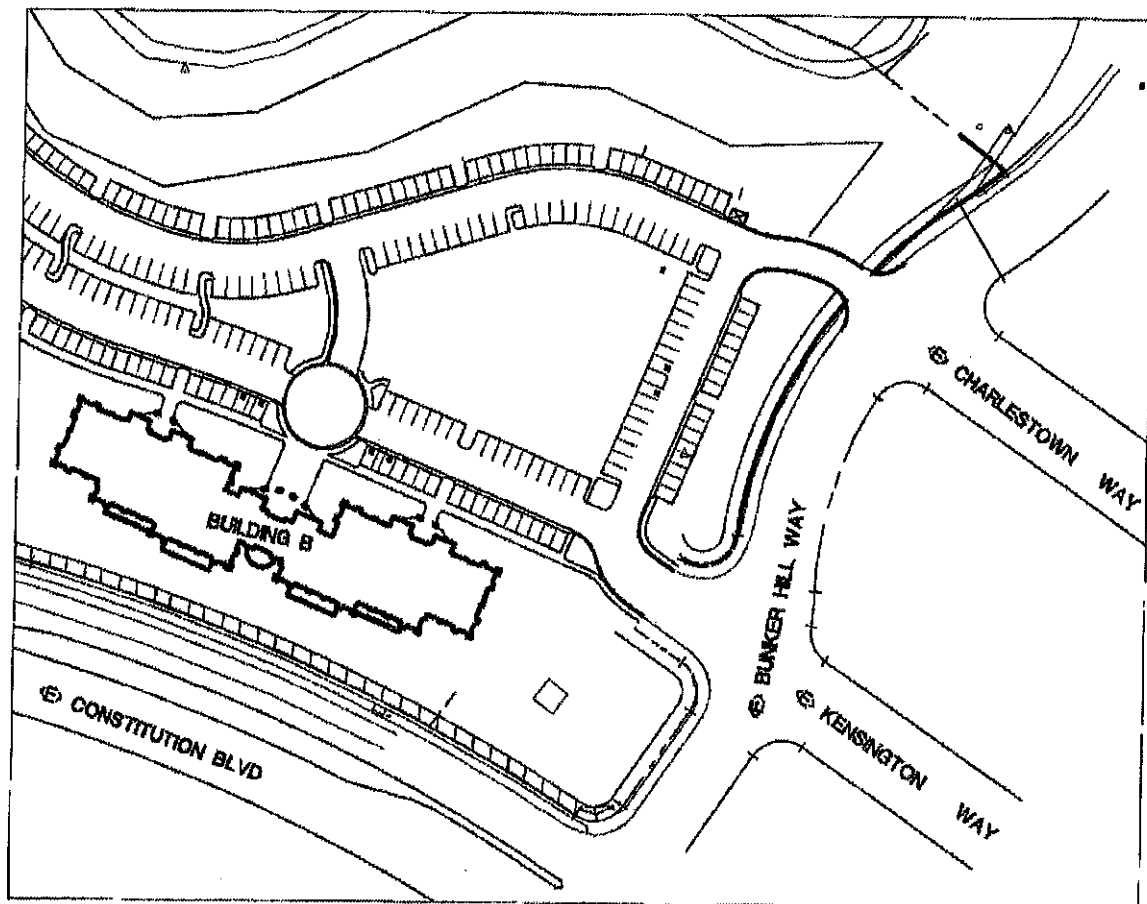 Ⓔ CHARLESTOWN WAY
BUILDING B
Ⓔ BUNKER HILL WAY
Ⓔ KENSINGTON WAY
Ⓔ CONSTITUTION BLVD